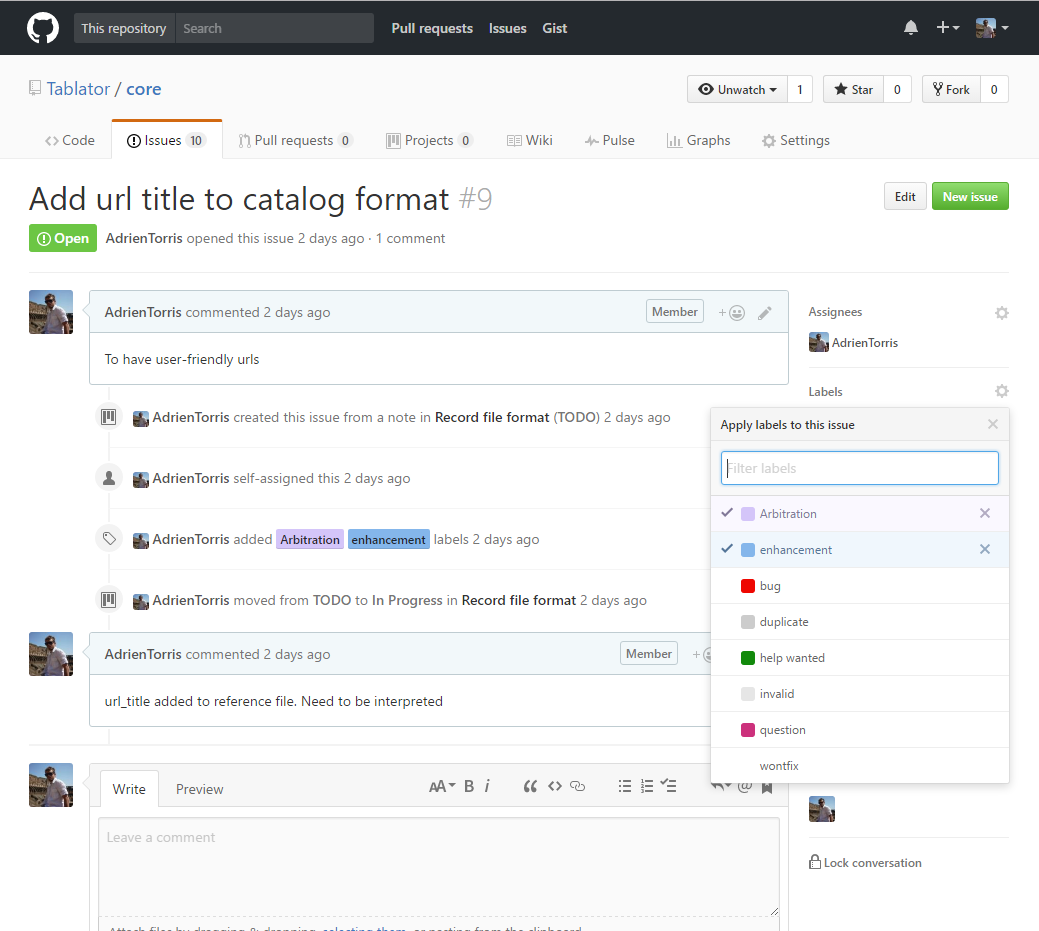 This repository Search Pull requests Issues Gist
Tablator / core
Unwatch 1 Star 0 Fork 0
Code Issues 10 Pull requests 0 Projects 0 Wiki Pulse Graphs Settings
Add url title to catalog format #9
Edit New issue
Open AdrienTorris opened this issue 2 days ago · 1 comment
AdrienTorris commented 2 days ago Member
To have user-friendly urls
AdrienTorris created this issue from a note in Record file format (TODO) 2 days ago
AdrienTorris self-assigned this 2 days ago
AdrienTorris added Arbitration enhancement labels 2 days ago
AdrienTorris moved from TODO to In Progress in Record file format 2 days ago
AdrienTorris commented 2 days ago Member
url_title added to reference file. Need to be interpreted
Write Preview
Leave a comment
Attach files by dragging & dropping, selecting them, or pasting from the clipboard.
Assignees
AdrienTorris
Labels
Apply labels to this issue
Filter labels
Arbitration
enhancement
bug
duplicate
help wanted
invalid
question
wontfix
Lock conversation